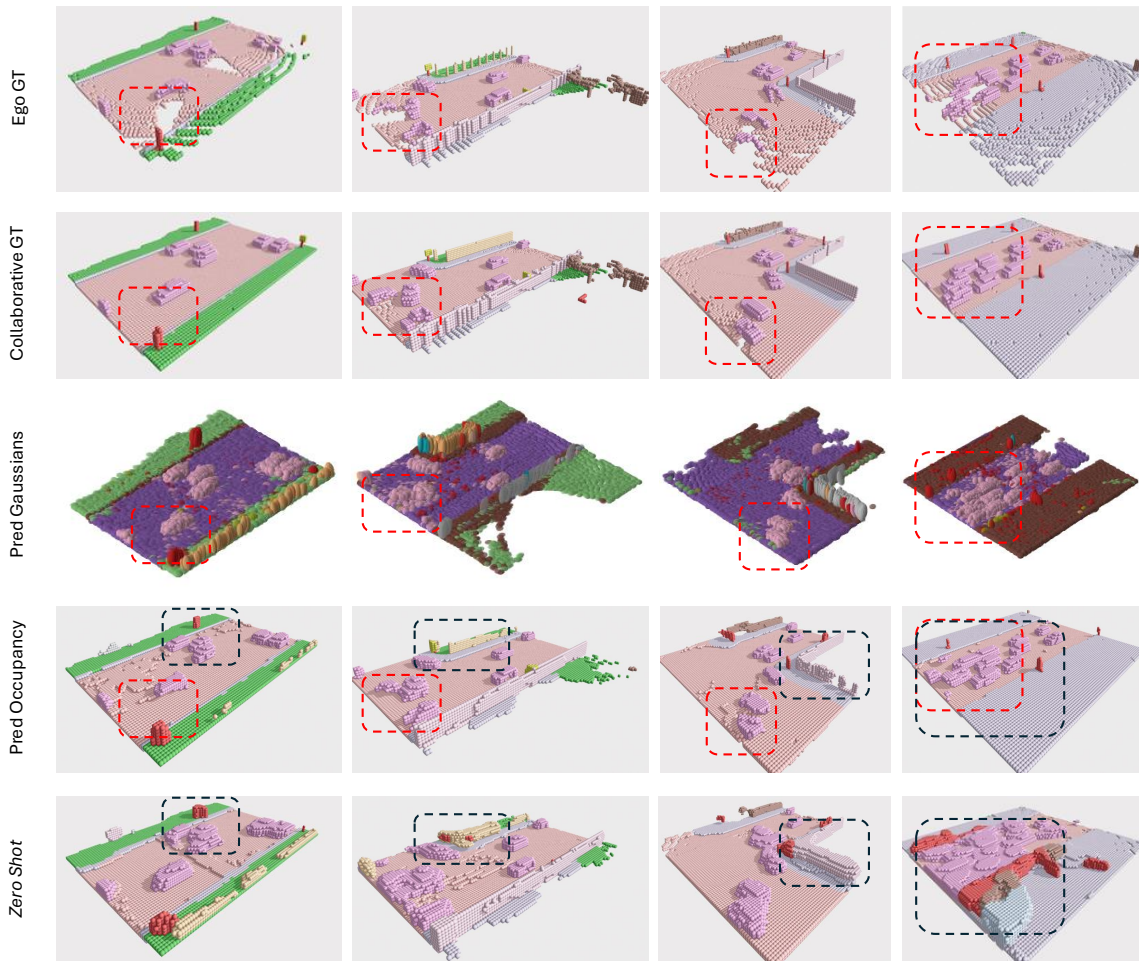 Ego GT
Collaborative GT
Pred Gaussians
Pred Occupancy
Zero Shot